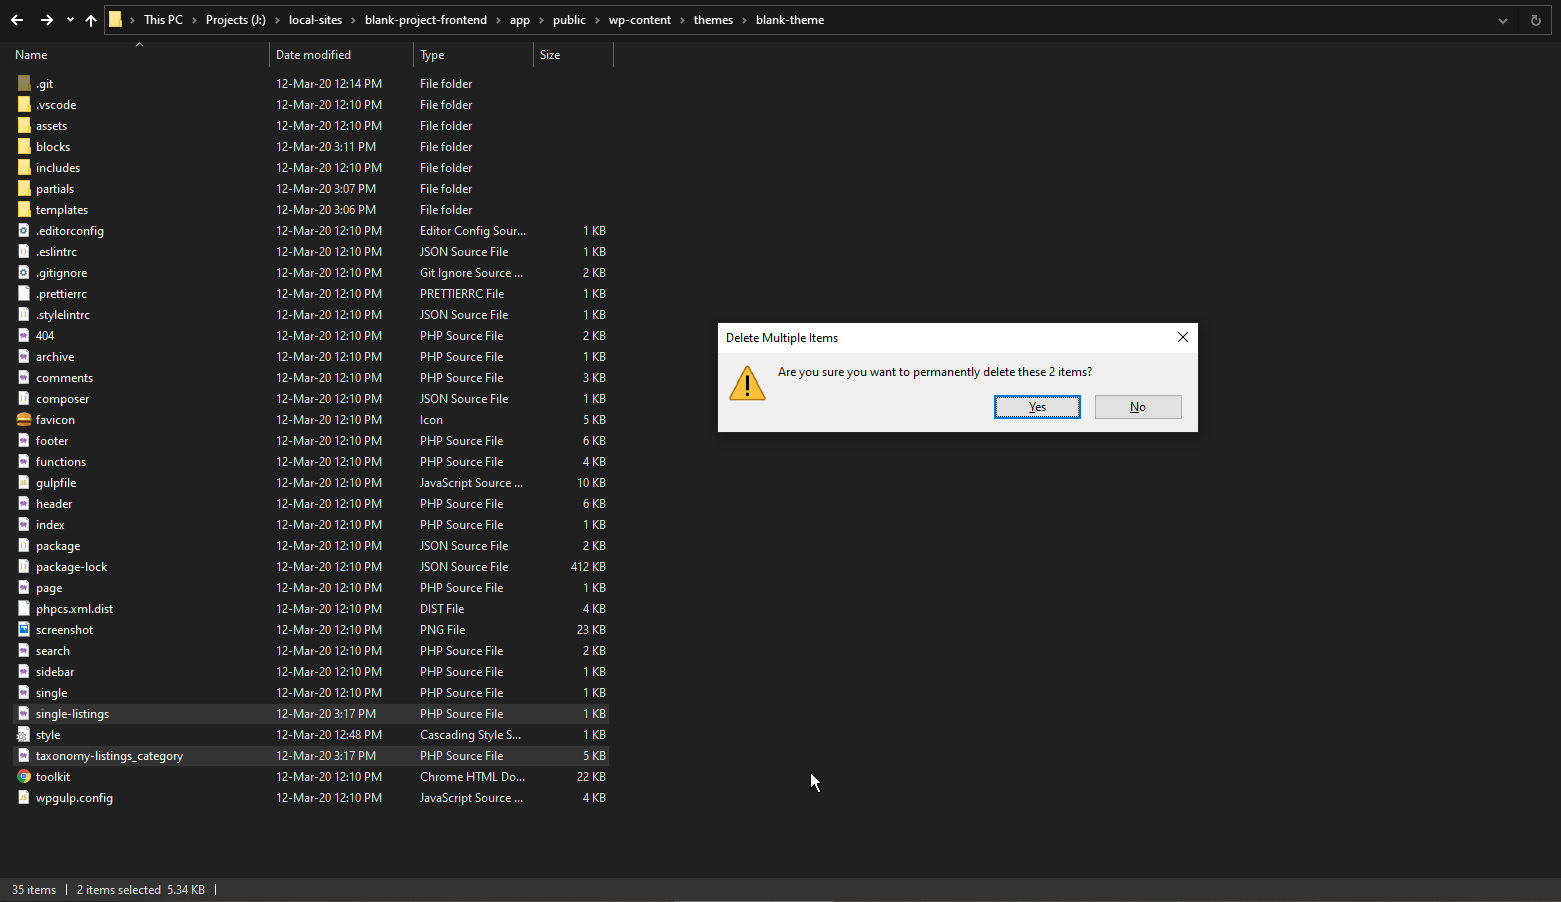 This PC > Projects (J:) > local-sites > blank-project-frontend > app > public > wp-content > themes > blank-theme
Name Date modified Type Size
.git 12-Mar-20 12:14 PM File folder
.vscode 12-Mar-20 12:10 PM File folder
assets 12-Mar-20 12:10 PM File folder
blocks 12-Mar-20 3:11 PM File folder
includes 12-Mar-20 12:10 PM File folder
partials 12-Mar-20 3:07 PM File folder
templates 12-Mar-20 3:06 PM File folder
.editorconfig 12-Mar-20 12:10 PM Editor Config Sour... 1 KB
.eslintrc 12-Mar-20 12:10 PM JSON Source File 1 KB
.gitignore 12-Mar-20 12:10 PM Git Ignore Source ... 2 KB
.prettierrc 12-Mar-20 12:10 PM PRETTIERRC File 1 KB
.stylelintrc 12-Mar-20 12:10 PM JSON Source File 1 KB
404 12-Mar-20 12:10 PM PHP Source File 2 KB
archive 12-Mar-20 12:10 PM PHP Source File 1 KB
comments 12-Mar-20 12:10 PM PHP Source File 3 KB
composer 12-Mar-20 12:10 PM JSON Source File 1 KB
favicon 12-Mar-20 12:10 PM Icon 5 KB
footer 12-Mar-20 12:10 PM PHP Source File 6 KB
functions 12-Mar-20 12:10 PM PHP Source File 4 KB
gulpfile 12-Mar-20 12:10 PM JavaScript Source ... 10 KB
header 12-Mar-20 12:10 PM PHP Source File 6 KB
index 12-Mar-20 12:10 PM PHP Source File 1 KB
package 12-Mar-20 12:10 PM JSON Source File 2 KB
package-lock 12-Mar-20 12:10 PM JSON Source File 412 KB
page 12-Mar-20 12:10 PM PHP Source File 1 KB
phpcs.xml.dist 12-Mar-20 12:10 PM DIST File 4 KB
screenshot 12-Mar-20 12:10 PM PNG File 23 KB
search 12-Mar-20 12:10 PM PHP Source File 2 KB
sidebar 12-Mar-20 12:10 PM PHP Source File 1 KB
single 12-Mar-20 12:10 PM PHP Source File 1 KB
single-listings 12-Mar-20 3:17 PM PHP Source File 1 KB
style 12-Mar-20 12:48 PM Cascading Style S... 1 KB
taxonomy-listings_category 12-Mar-20 3:17 PM PHP Source File 5 KB
toolkit 12-Mar-20 12:10 PM Chrome HTML Do... 22 KB
wpgulp.config 12-Mar-20 12:10 PM JavaScript Source ... 4 KB
Delete Multiple Items
Are you sure you want to permanently delete these 2 items?
Yes No
35 items | 2 items selected 5.34 KB |